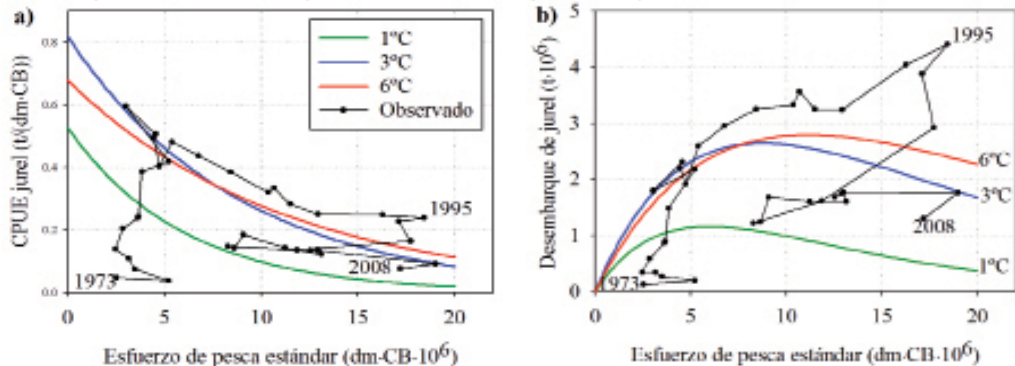 a)
CPUE jurel (t/(dm·CB))
0.8
0.6
0.4
0.2
0.0
1ºC
3ºC
6ºC
Observado
1995
2008
1973
0 5 10 15 20
Esfuerzo de pesca estándar (dm·CB·10⁶)
b)
Desembarque de jurel (t·10⁶)
5
4
3
2
1
0
1995
6ºC
3ºC
2008
1ºC
1973
0 5 10 15 20
Esfuerzo de pesca estándar (dm·CB·10⁶)